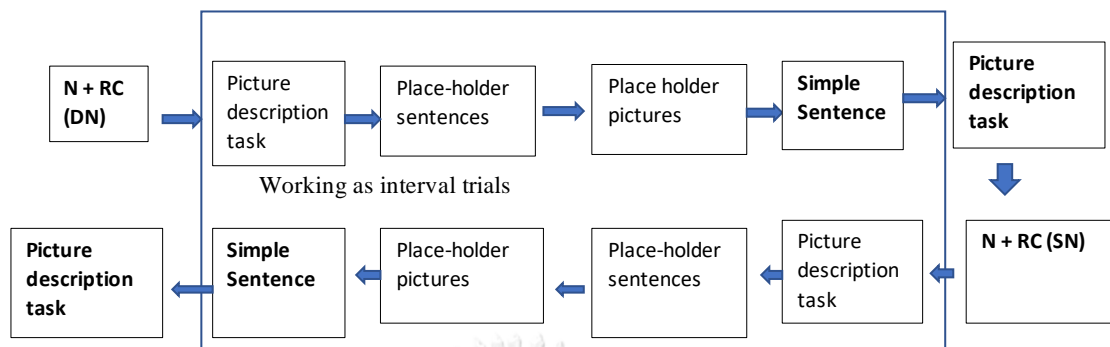 N + RC
(DN)
Picture
description
task
Place-holder
sentences
Place holder
pictures
Simple
Sentence
Picture
description
task
Working as interval trials
N + RC (SN)
Picture
description
task
Place-holder
sentences
Place-holder
pictures
Simple
Sentence
Picture
description
task